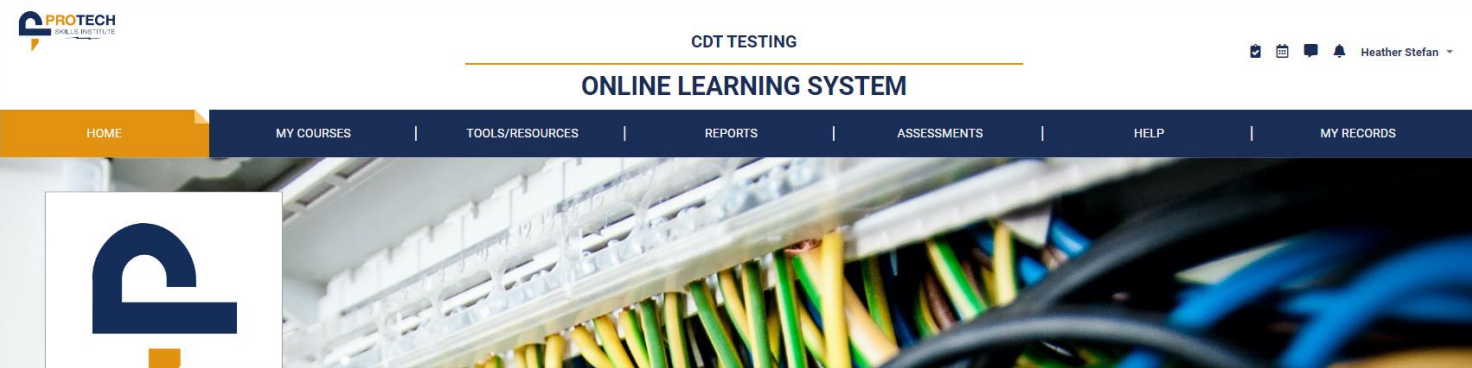 PROTECH
SKILLS INSTITUTE
CDT TESTING
Heather Stefan
ONLINE LEARNING SYSTEM
HOME
MY COURSES
TOOLS/RESOURCES
REPORTS
ASSESSMENTS
HELP
MY RECORDS